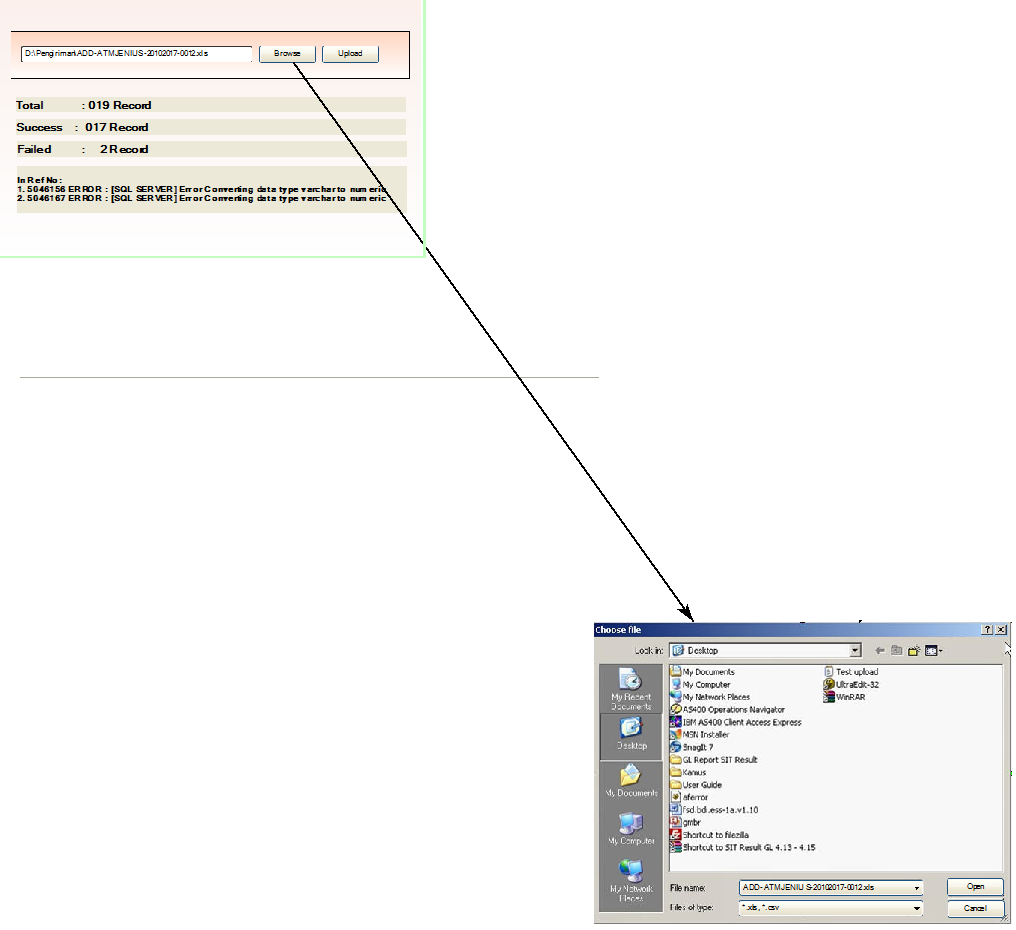 D:\Pengiriman\ADD-ATMJENIUS-20102017-0012.xls Browse Upload
Total : 019 Record
Success : 017 Record
Failed : 2 Record
In Ref No :
1. 5046156 ERROR : [SQL SERVER] Error Converting data type varchar to numeric
2. 5046167 ERROR : [SQL SERVER] Error Converting data type varchar to numeric
Choose file
Look in: Desktop
My Recent Documents
Desktop
My Documents
My Computer
My Network Places
My Documents
My Computer
My Network Places
AS400 Operations Navigator
IBM AS400 Client Access Express
MSN Installer
SnagIt 7
GL Report SIT Result
Kamus
User Guide
aferror
fsd.bdi.ess-1a.v1.10
gmbr
Shortcut to filezilla
Shortcut to SIT Result GL 4.13 - 4.15
Test upload
UltraEdit-32
WinRAR
File name: ADD-ATMJENIUS-20102017-0012.xls Open
Files of type: *.xls, *.csv Cancel